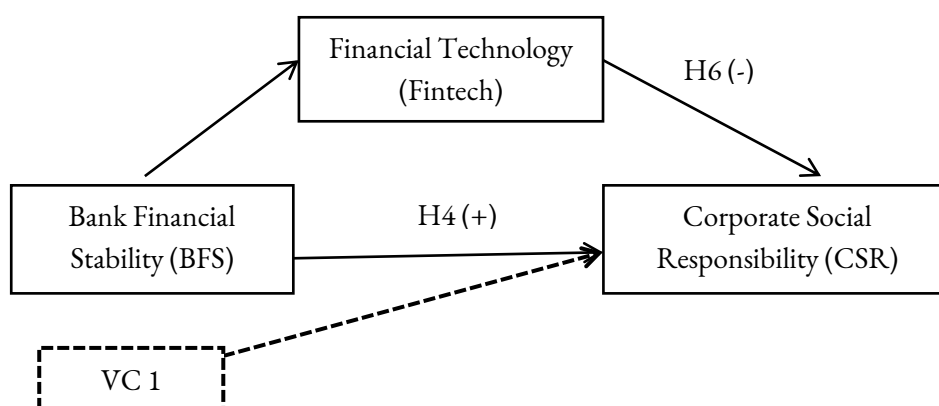 Financial Technology
(Fintech)
H6 (-)
Bank Financial
Stability (BFS)
H4 (+)
Corporate Social
Responsibility (CSR)
VC 1